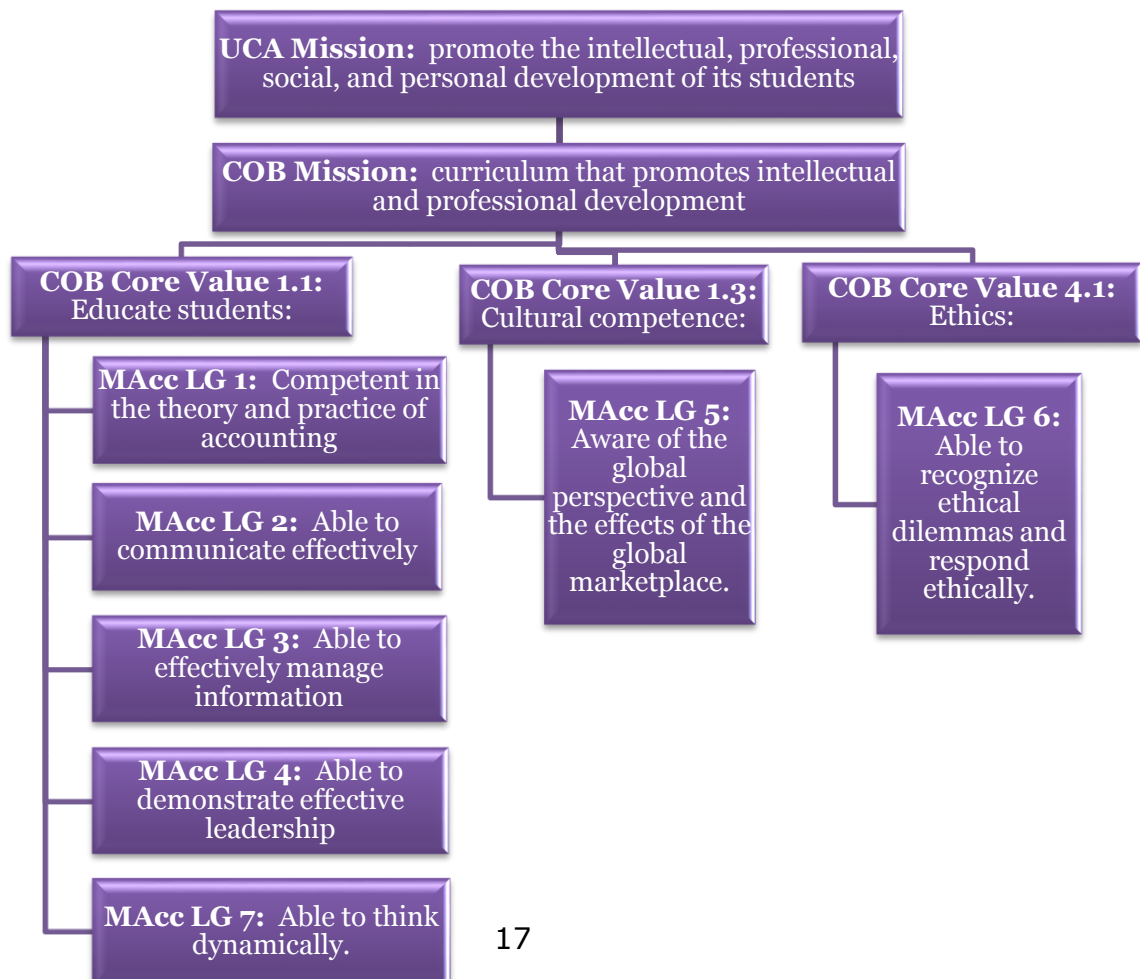 UCA Mission: promote the intellectual, professional,
social, and personal development of its students
COB Mission: curriculum that promotes intellectual
and professional development
COB Core Value 1.1:
Educate students:
MAcc LG 1: Competent in
the theory and practice of
accounting
MAcc LG 2: Able to
communicate effectively
MAcc LG 3: Able to
effectively manage
information
MAcc LG 4: Able to
demonstrate effective
leadership
MAcc LG 7: Able to think
dynamically.
COB Core Value 1.3:
Cultural competence:
MAcc LG 5:
Aware of the
global
perspective and
the effects of the
global
marketplace.
COB Core Value 4.1:
Ethics:
MAcc LG 6:
Able to
recognize
ethical
dilemmas and
respond
ethically.
17